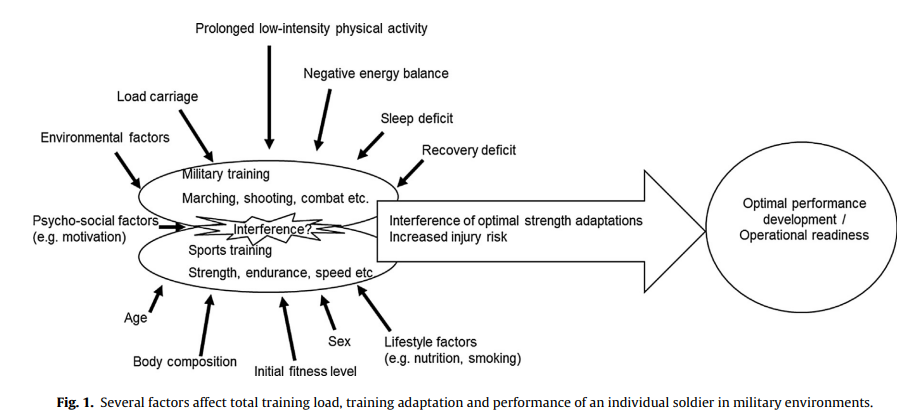 Prolonged low-intensity physical activity
Negative energy balance
Load carriage
Sleep deficit
Environmental factors
Recovery deficit
Military training
Marching, shooting, combat etc.
Psycho-social factors
(e.g. motivation)
Interference?
Interference of optimal strength adaptations
Increased injury risk
Optimal performance
development /
Operational readiness
Sports training
Strength, endurance, speed etc
Age
Body composition
Initial fitness level
Sex
Lifestyle factors
(e.g. nutrition, smoking)
Fig. 1. Several factors affect total training load, training adaptation and performance of an individual soldier in military environments.